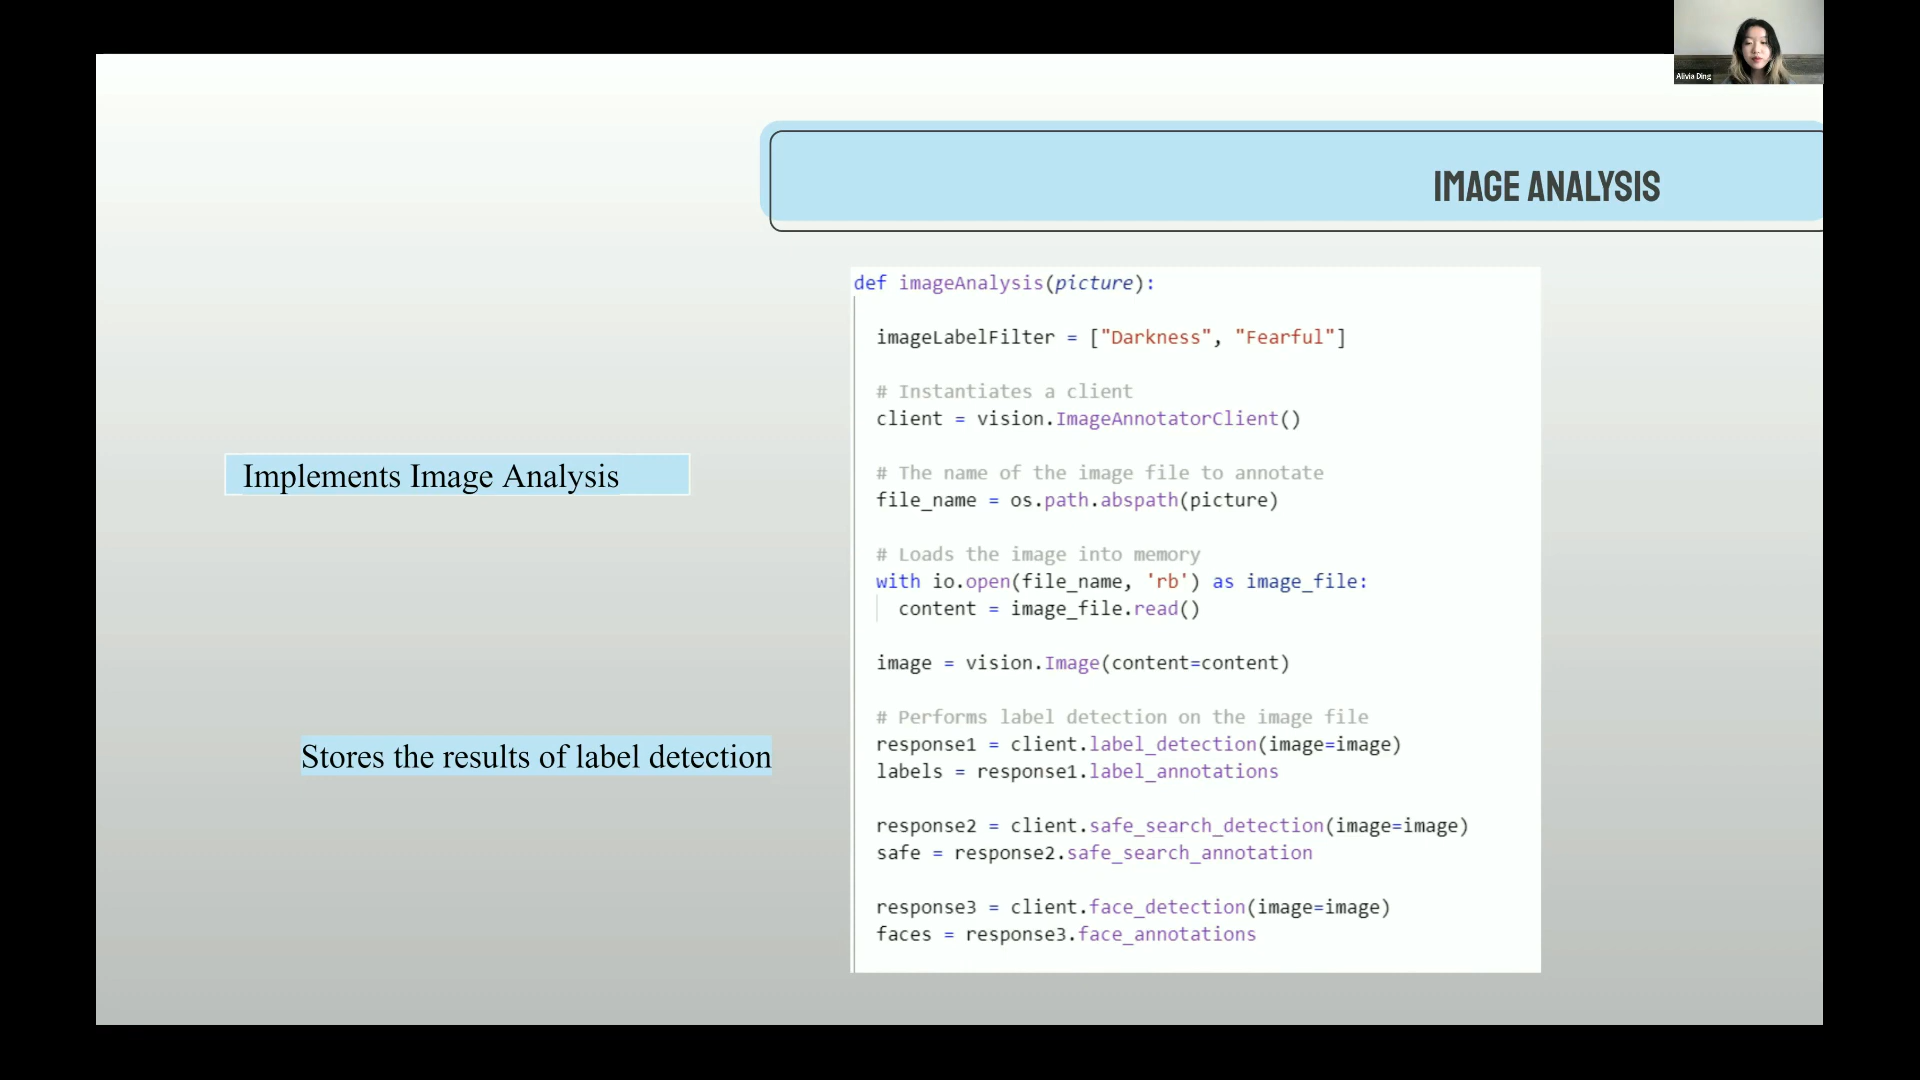 Alivia Ding
IMAGE ANALYSIS
Implements Image Analysis
Stores the results of label detection
def imageAnalysis(picture):
imageLabelFilter = ["Darkness", "Fearful"]
# Instantiates a client
client = vision.ImageAnnotatorClient()
# The name of the image file to annotate
file_name = os.path.abspath(picture)
# Loads the image into memory
with io.open(file_name, 'rb') as image_file:
content = image_file.read()
image = vision.Image(content=content)
# Performs label detection on the image file
response1 = client.label_detection(image=image)
labels = response1.label_annotations
response2 = client.safe_search_detection(image=image)
safe = response2.safe_search_annotation
response3 = client.face_detection(image=image)
faces = response3.face_annotations